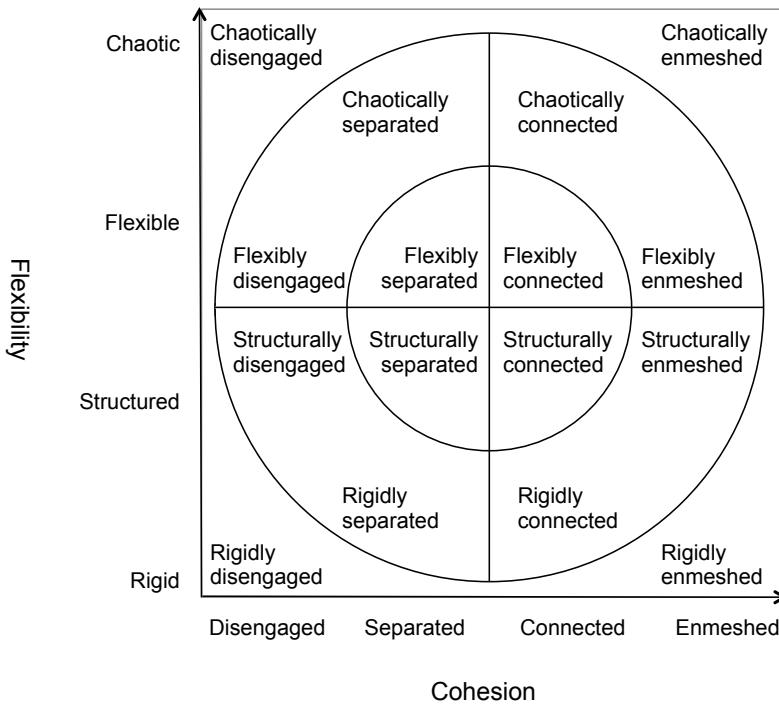 Chaotic
Chaotically
disengaged
Chaotically
enmeshed
Chaotically
separated
Chaotically
connected
Flexible
Flexibly
disengaged
Flexibly
separated
Flexibly
connected
Flexibly
enmeshed
Flexibility
Structurally
disengaged
Structurally
separated
Structurally
connected
Structurally
enmeshed
Structured
Rigidly
separated
Rigidly
connected
Rigid
Rigidly
disengaged
Rigidly
enmeshed
Disengaged
Separated
Connected
Enmeshed
Cohesion